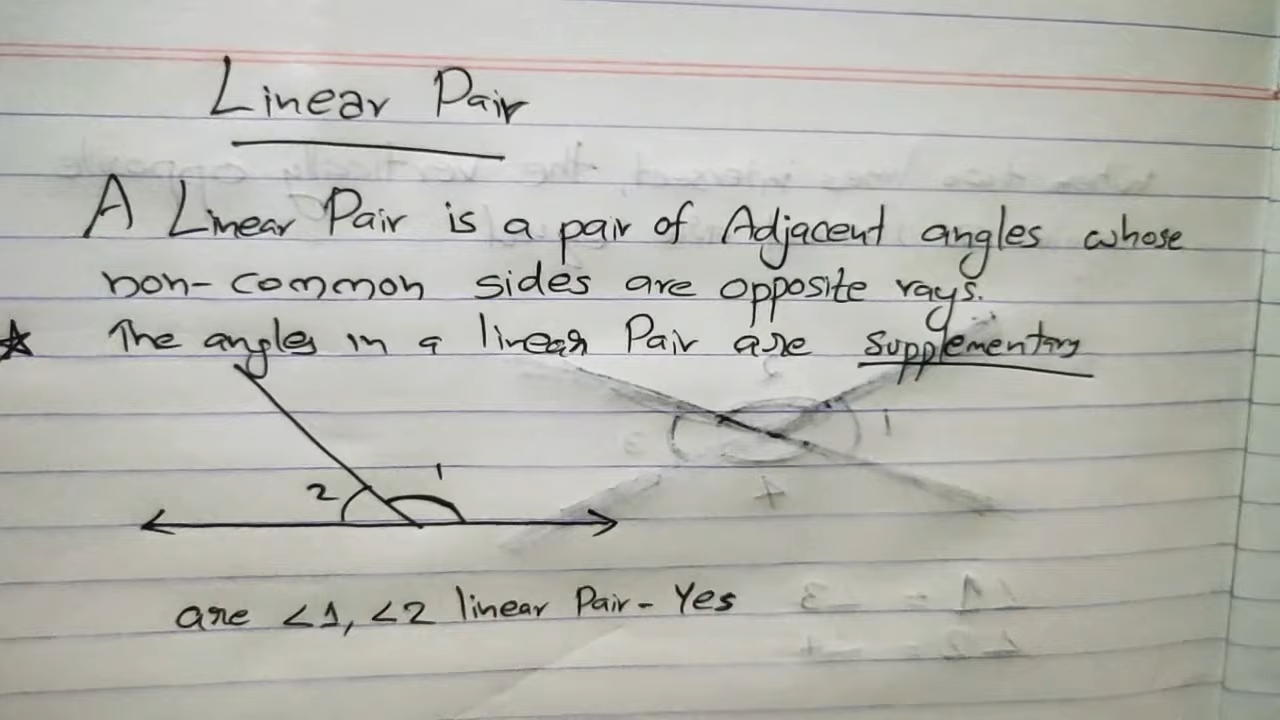 Linear Pair
A Linear Pair is a pair of Adjacent angles whose
non-common sides are opposite rays.
☆ The angles in a linear Pair are Supplementary
2 1
are <1, <2 linear Pair - Yes